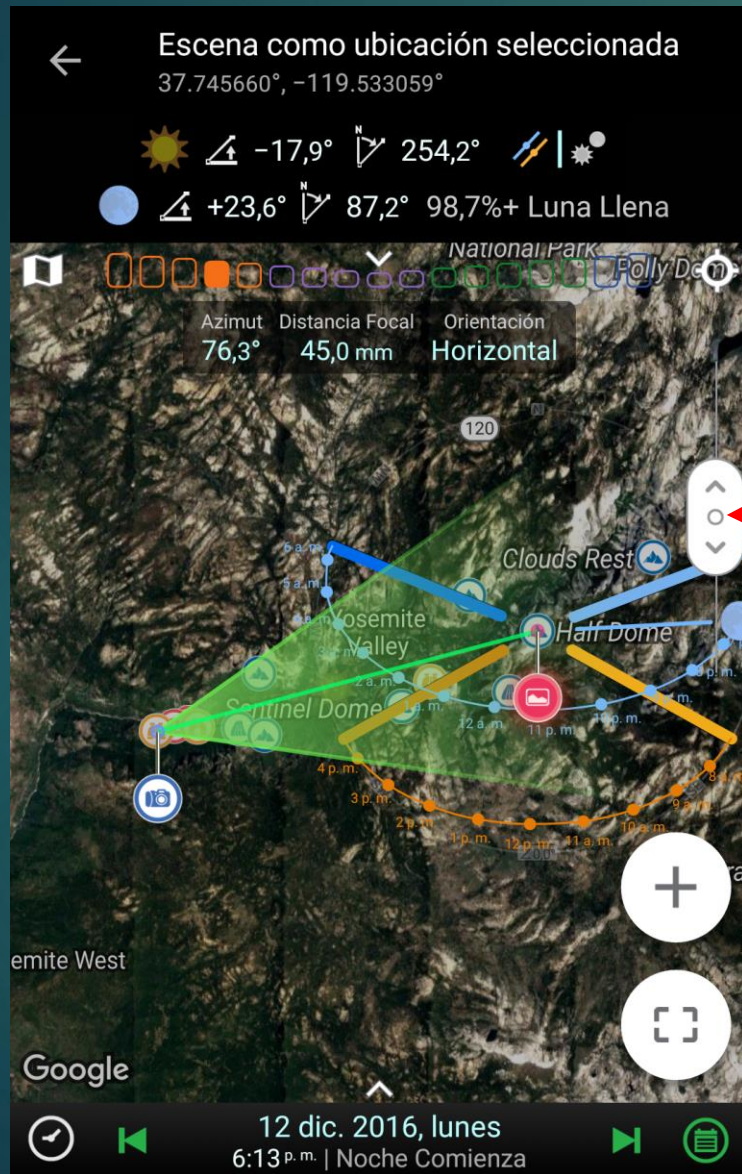 Escena como ubicación seleccionada
37.745660°, −119.533059°
−17,9° N 254,2°
+23,6° N 87,2° 98,7%+ Luna Llena
National Park
Polly Dome
Azimut Distancia Focal Orientación
76,3° 45,0 mm Horizontal
120
6 a. m.
Clouds Rest
5 a. m.
Yosemite
Valley
Half Dome
2 a. m.
Sentinel Dome
12 a. m.
11 p. m.
4 p. m.
3 p. m.
2 p. m.
1 p. m.
12 p. m.
11 a. m.
10 a. m.
emite West
Google
12 dic. 2016, lunes
6:13 p. m. | Noche Comienza